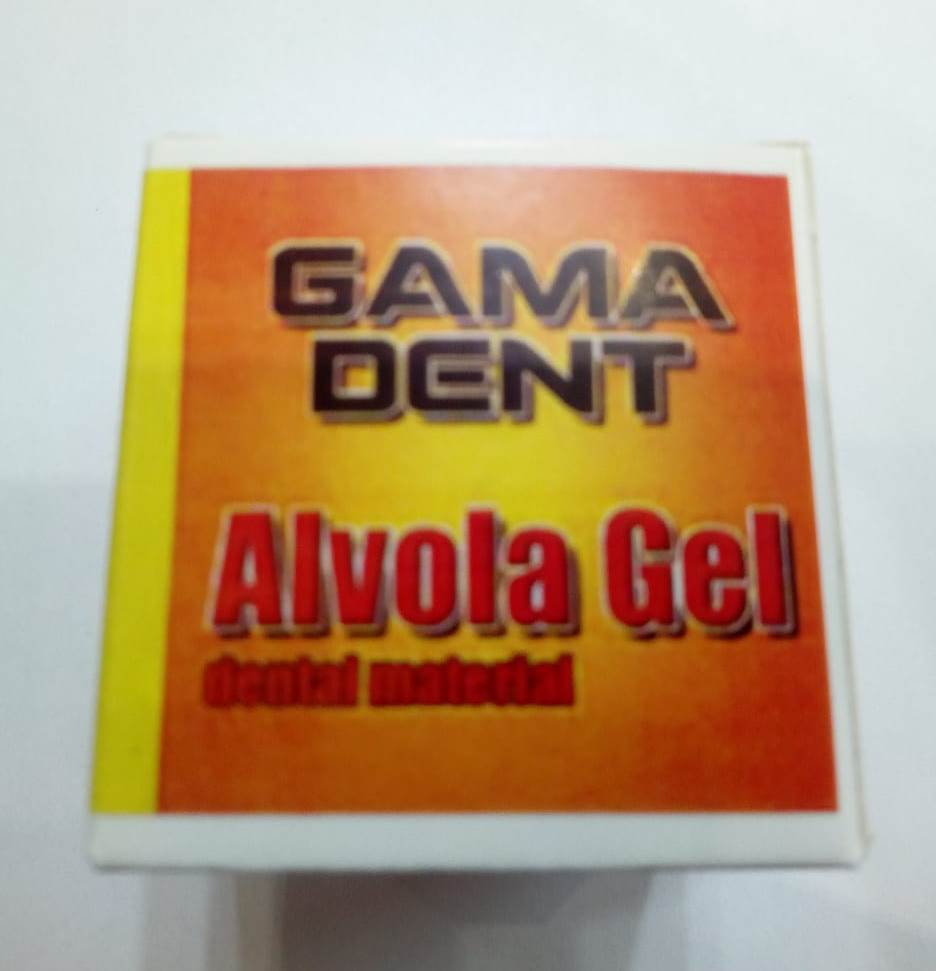 GAMA
DENT
Alvola Gel
dental material